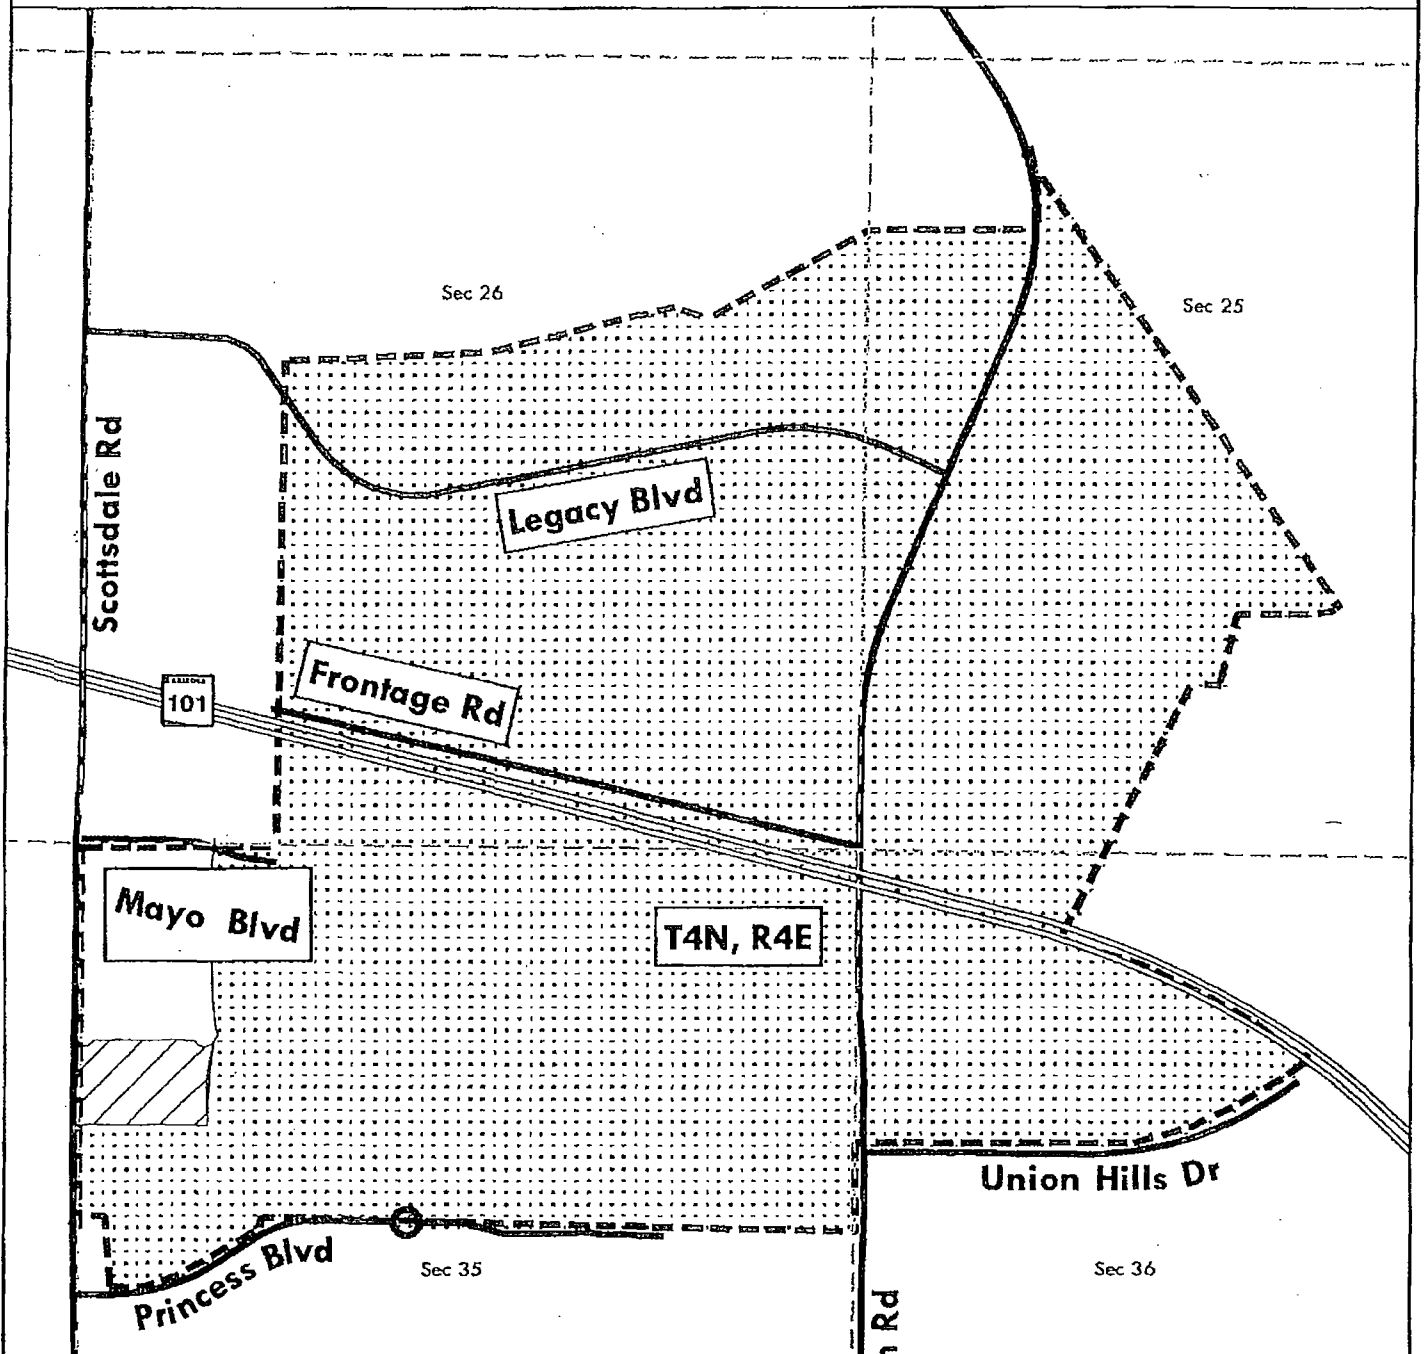 Sec 26
Sec 25
Scottsdale Rd
Legacy Blvd
Frontage Rd
101
Mayo Blvd
T4N, R4E
Union Hills Dr
Princess Blvd
Sec 35
Sec 36
Rd